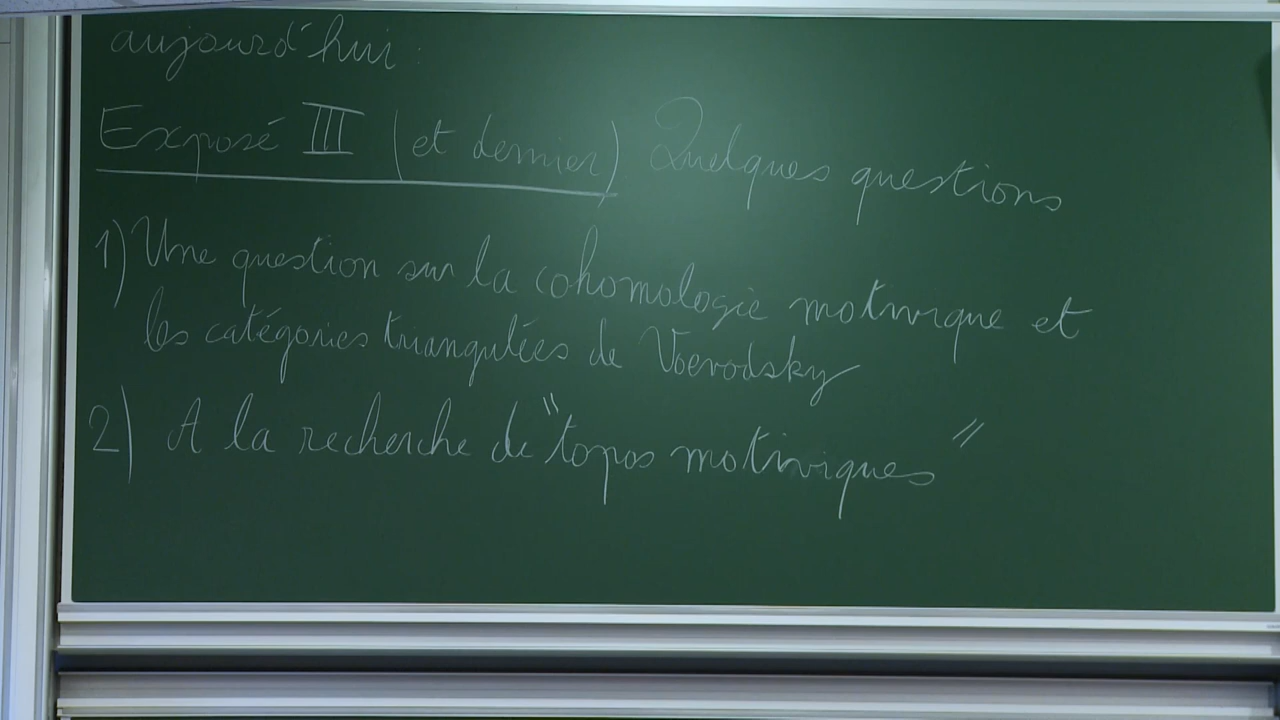 aujourd'hui :
Exposé III (et dernier) Quelques questions
1) Une question sur la cohomologie motivique et
les catégories triangulées de Voevodsky
2) A la recherche de "topos motiviques"